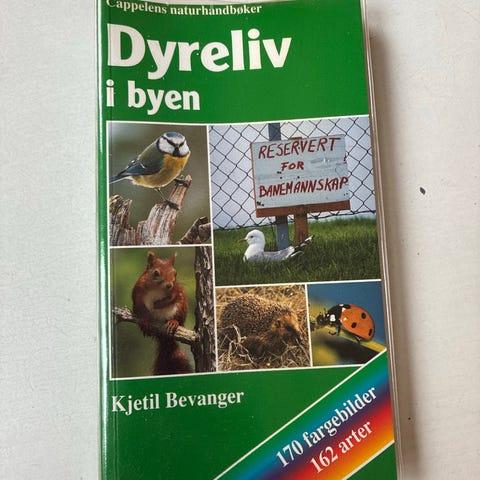 Cappelens naturhåndbøker
Dyreliv
i byen
RESERVERT
FOR
BANEMANNSKAP
Kjetil Bevanger
170 fargebilder
162 arter